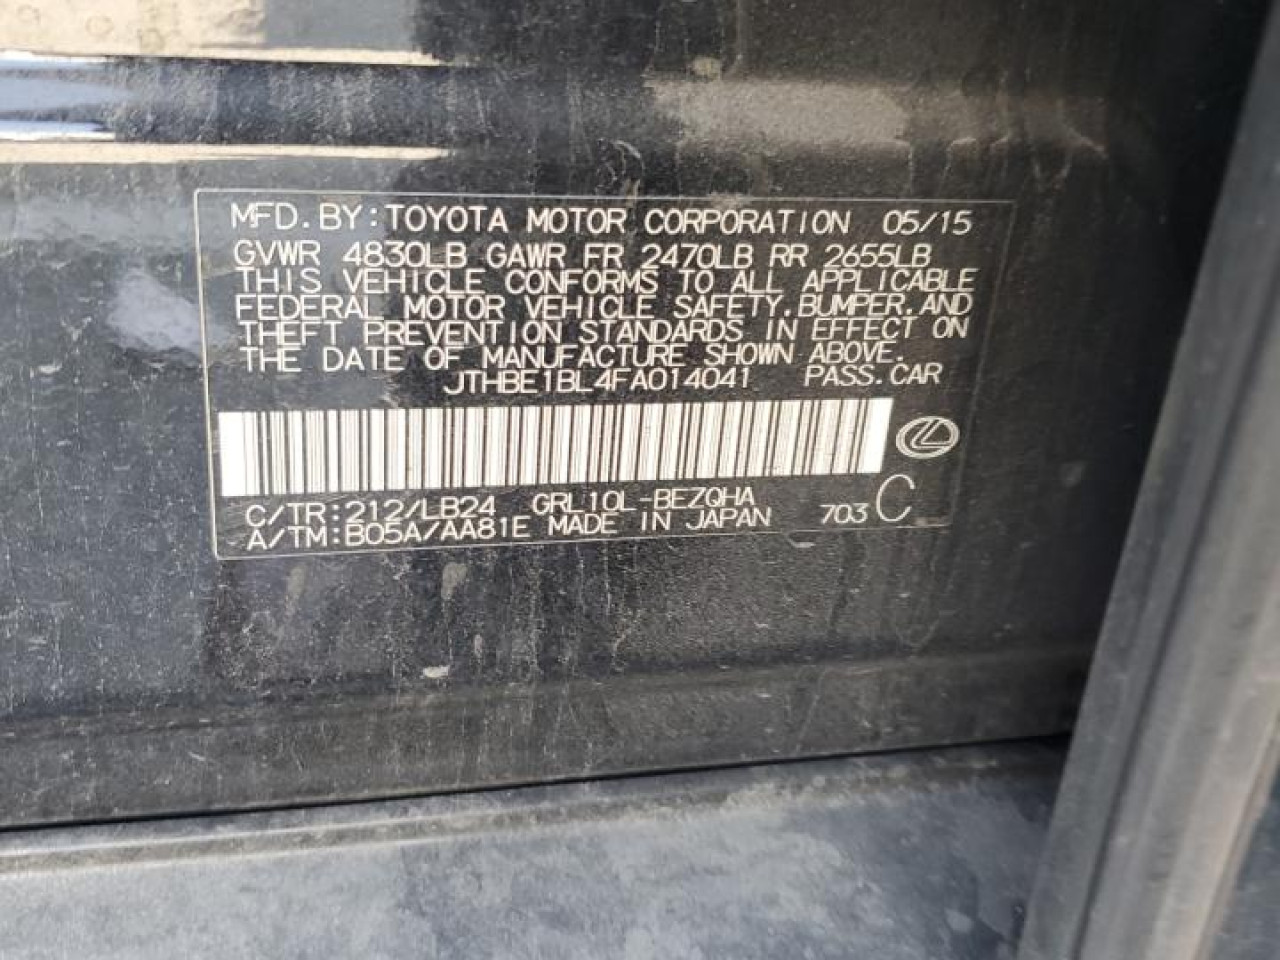 MFD. BY: TOYOTA MOTOR CORPORATION 05/15
GVWR 4830LB GAWR FR 2470LB RR 2655LB
THIS VEHICLE CONFORMS TO ALL APPLICABLE
FEDERAL MOTOR VEHICLE SAFETY, BUMPER, AND
THEFT PREVENTION STANDARDS IN EFFECT ON
THE DATE OF MANUFACTURE SHOWN ABOVE.
JTHBE1BL4FA014041 PASS. CAR
C/TR: 212/LB24 GRL10L-BEZQHA
A/TM: B05A/AA81E MADE IN JAPAN 703 C